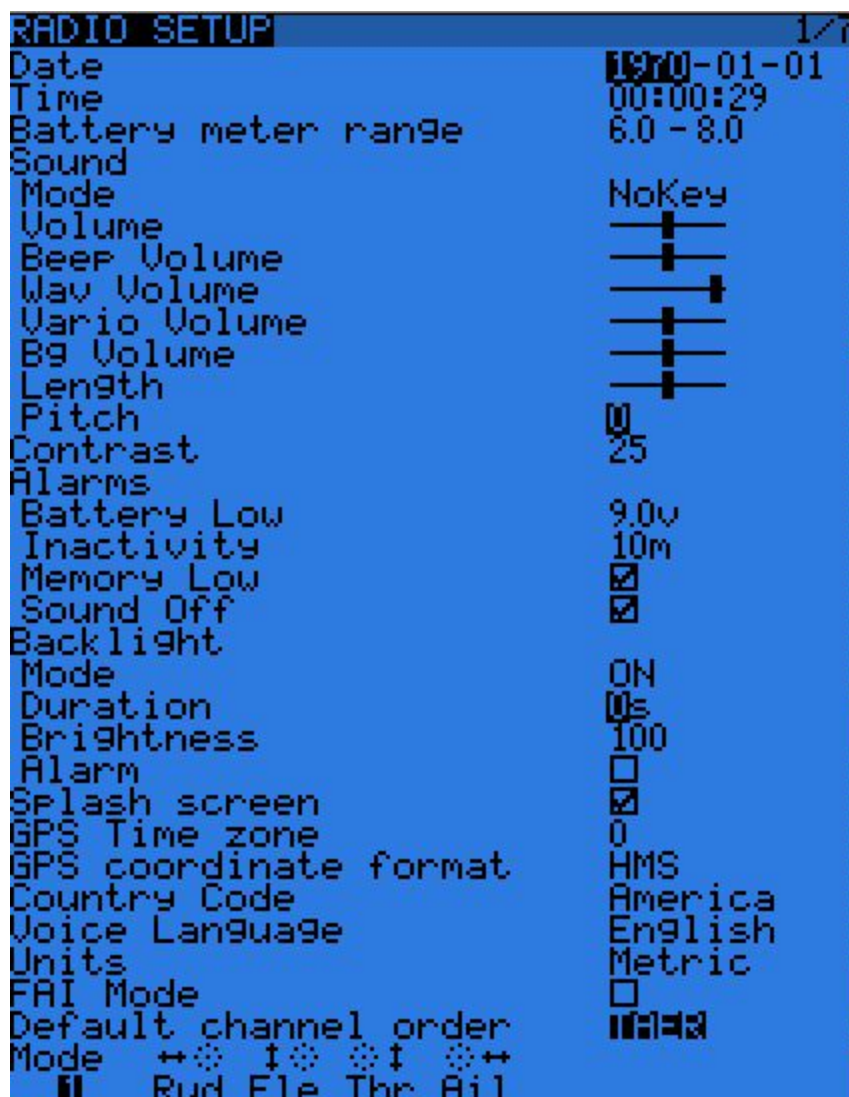 RADIO SETUP 1/7
Date 1970-01-01
Time 00:00:29
Battery meter range 6.0 - 8.0
Sound
Mode NoKey
Volume
Beep Volume
Wav Volume
Vario Volume
Bg Volume
Length
Pitch 0
Contrast 25
Alarms
Battery Low 9.0v
Inactivity 10m
Memory Low
Sound Off
Backlight
Mode ON
Duration 0s
Brightness 100
Alarm
Splash screen
GPS Time zone 0
GPS coordinate format HMS
Country Code America
Voice Language English
Units Metric
FAI Mode
Default channel order TAER
Mode
1 Rud Ele Thr Ail